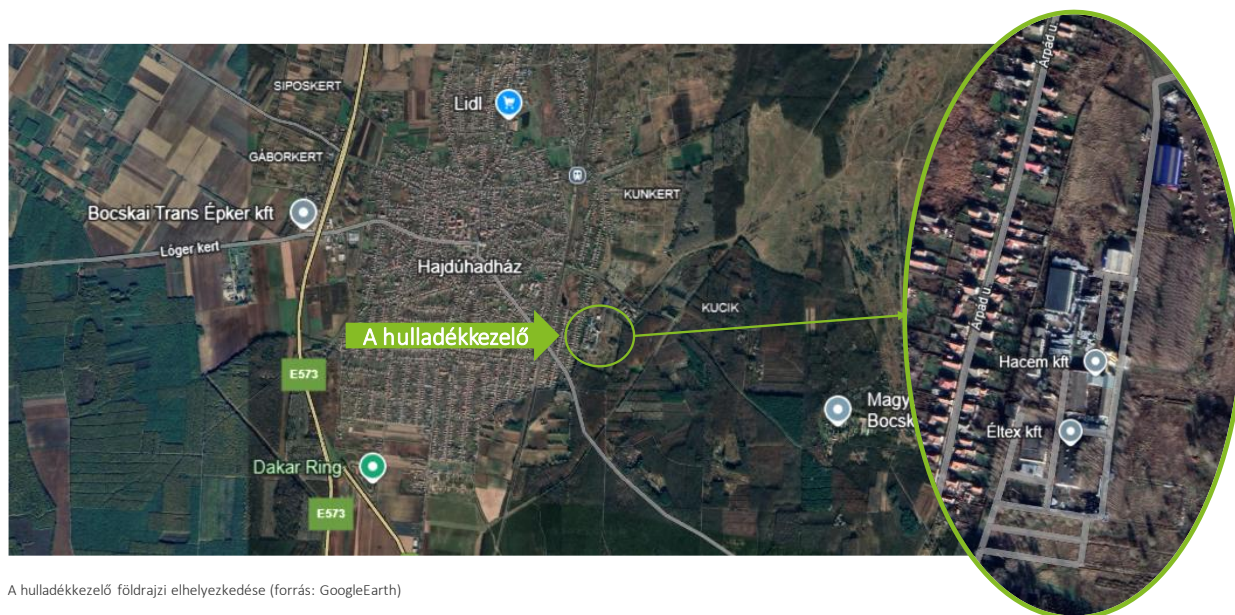 SIPOSKERT
Lidl
GÁBORKERT
KUNKERT
Bocskai Trans Épker kft
Lóger kert
Hajdúhadház
KUCIK
A hulladékkezelő
E573
Magy
Bocsk
Dakar Ring
E573
Árpád u.
Árpád u.
Hacem kft
Éltex kft
A hulladékkezelő földrajzi elhelyezkedése (forrás: GoogleEarth)